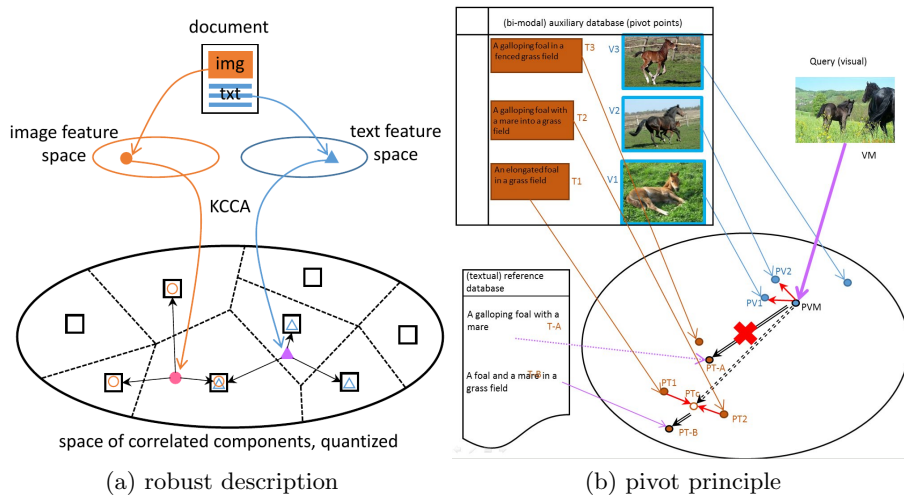 document
img
txt
image feature
space
text feature
space
KCCA
space of correlated components, quantized
(a) robust description
(bi-modal) auxiliary database (pivot points)
A galloping foal in a
fenced grass field
T3
V3
A galloping foal with
a mare into a grass
field
T2
V2
An elongated foal
in a grass field
T1
V1
Query (visual)
VM
(textual) reference
database
A galloping foal with a
mare
T-A
A foal and a mare in a
grass field
T-B
PV2
PV1
PVM
PT-A
PT1
PTc
PT2
PT-B
(b) pivot principle